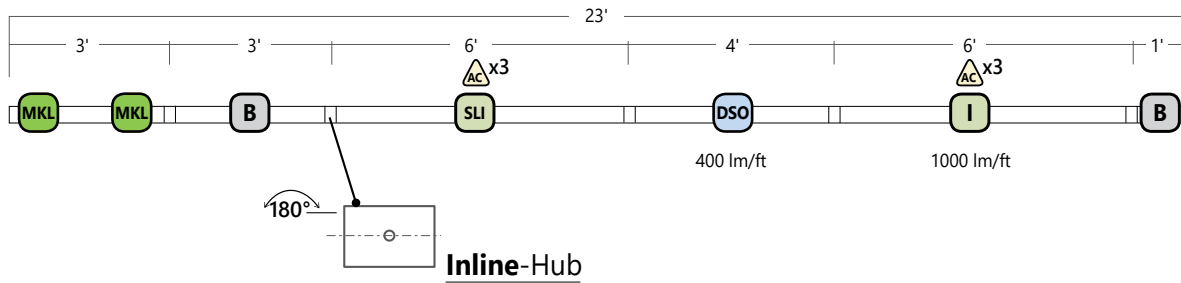 23'
3' 3' 6' 4' 6' 1'
AC x3 AC x3
MKL MKL B SLI DSO I B
400 lm/ft 1000 lm/ft
180°
Inline-Hub